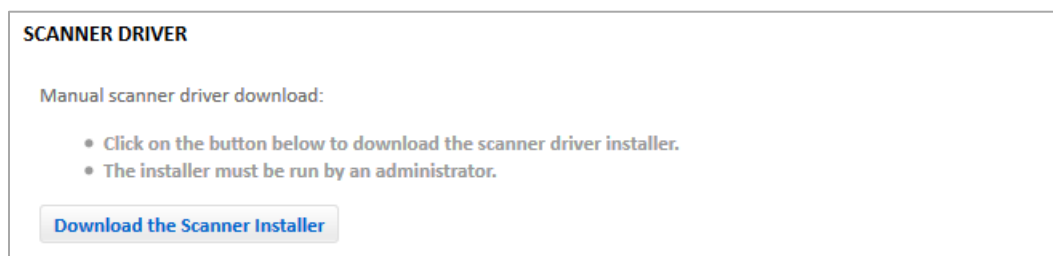 SCANNER DRIVER
Manual scanner driver download:
• Click on the button below to download the scanner driver installer.
• The installer must be run by an administrator.
Download the Scanner Installer